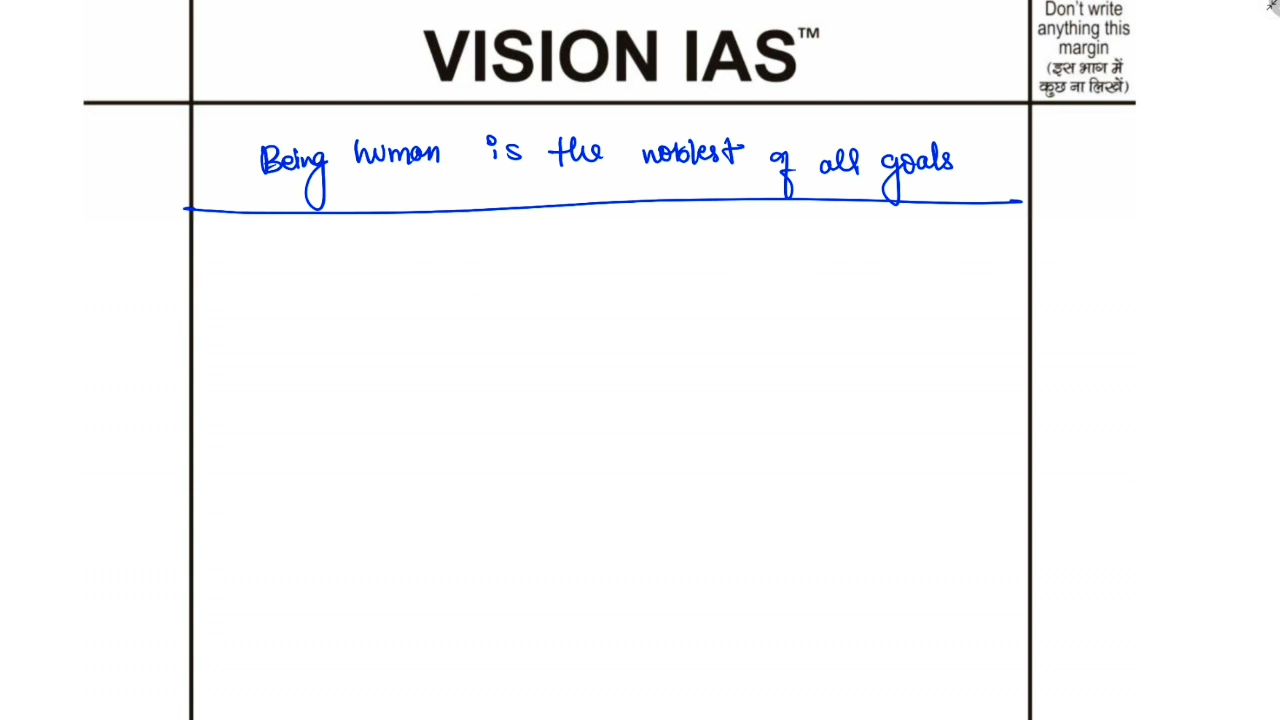 VISION IAS™
Don't write
anything this
margin
(इस भाग में
कुछ ना लिखें)
Being human is the noblest of all goals